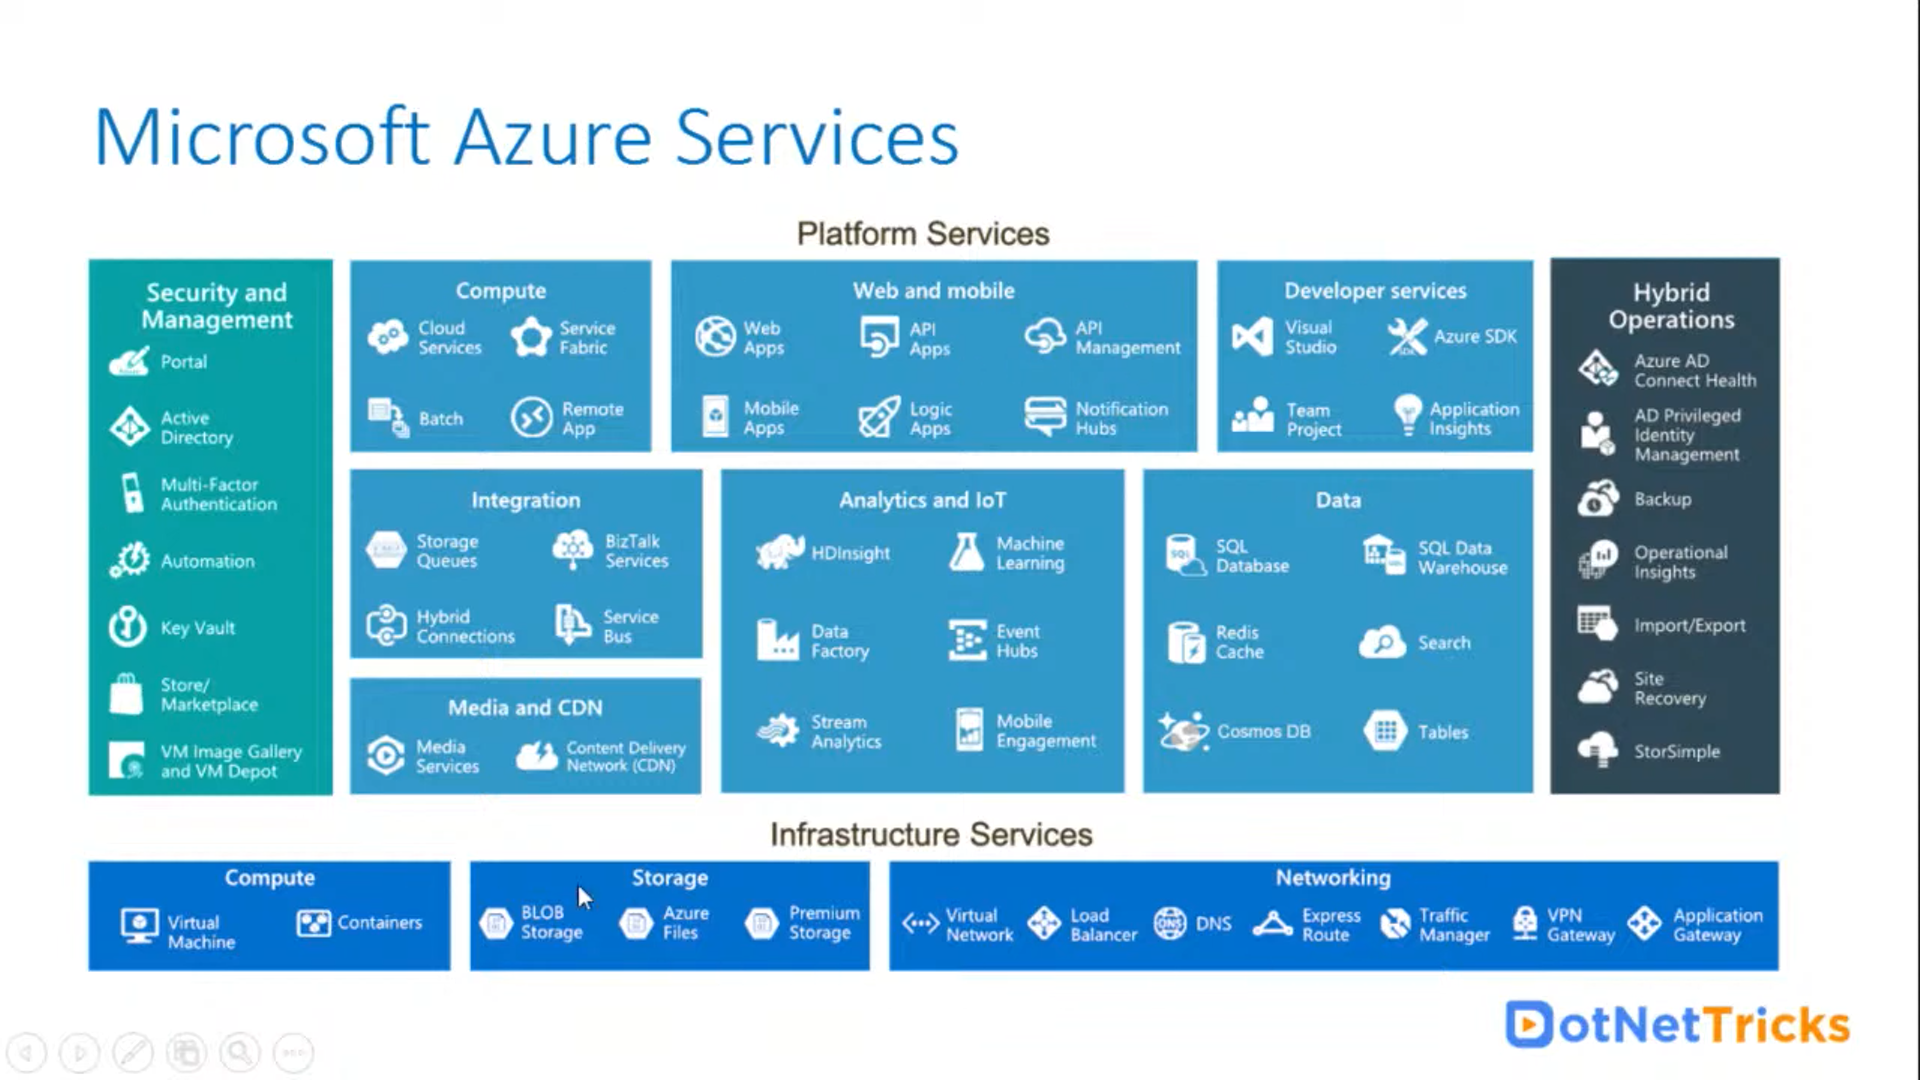 Microsoft Azure Services
Platform Services
Security and
Management
Portal
Active
Directory
Multi-Factor
Authentication
Automation
Key Vault
Store/
Marketplace
VM Image Gallery
and VM Depot
Compute
Cloud
Services
Service
Fabric
Batch
Remote
App
Web and mobile
Web
Apps
API
Apps
API
Management
Mobile
Apps
Logic
Apps
Notification
Hubs
Developer services
Visual
Studio
SDK
Azure SDK
Team
Project
Application
Insights
Integration
Storage
Queues
BizTalk
Services
Hybrid
Connections
Service
Bus
Media and CDN
Media
Services
Content Delivery
Network (CDN)
Analytics and IoT
HDInsight
Machine
Learning
Data
Factory
Event
Hubs
Stream
Analytics
Mobile
Engagement
Data
SQL
SQL
Database
SQL Data
Warehouse
Redis
Cache
Search
Cosmos DB
Tables
Hybrid
Operations
Azure AD
Connect Health
AD Privileged
Identity
Management
Backup
Operational
Insights
Import/Export
Site
Recovery
StorSimple
Infrastructure Services
Compute
Virtual
Machine
Containers
Storage
BLOB
Storage
Azure
Files
Premium
Storage
Networking
Virtual
Network
Load
Balancer
DNS
DNS
Express
Route
Traffic
Manager
VPN
Gateway
Application
Gateway
DotNetTricks